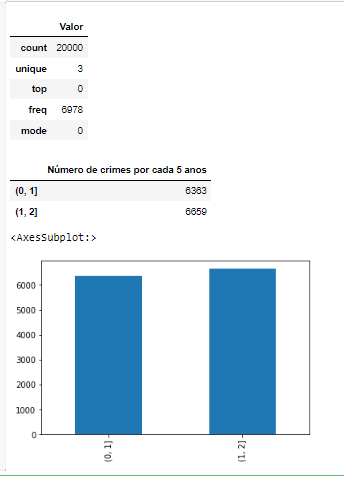 Valor
count 20000
unique 3
top 0
freq 6978
mode 0
Número de crimes por cada 5 anos
(0, 1] 6363
(1, 2] 6659
<AxesSubplot:>
6000
5000
4000
3000
2000
1000
0
(0, 1]
(1, 2]